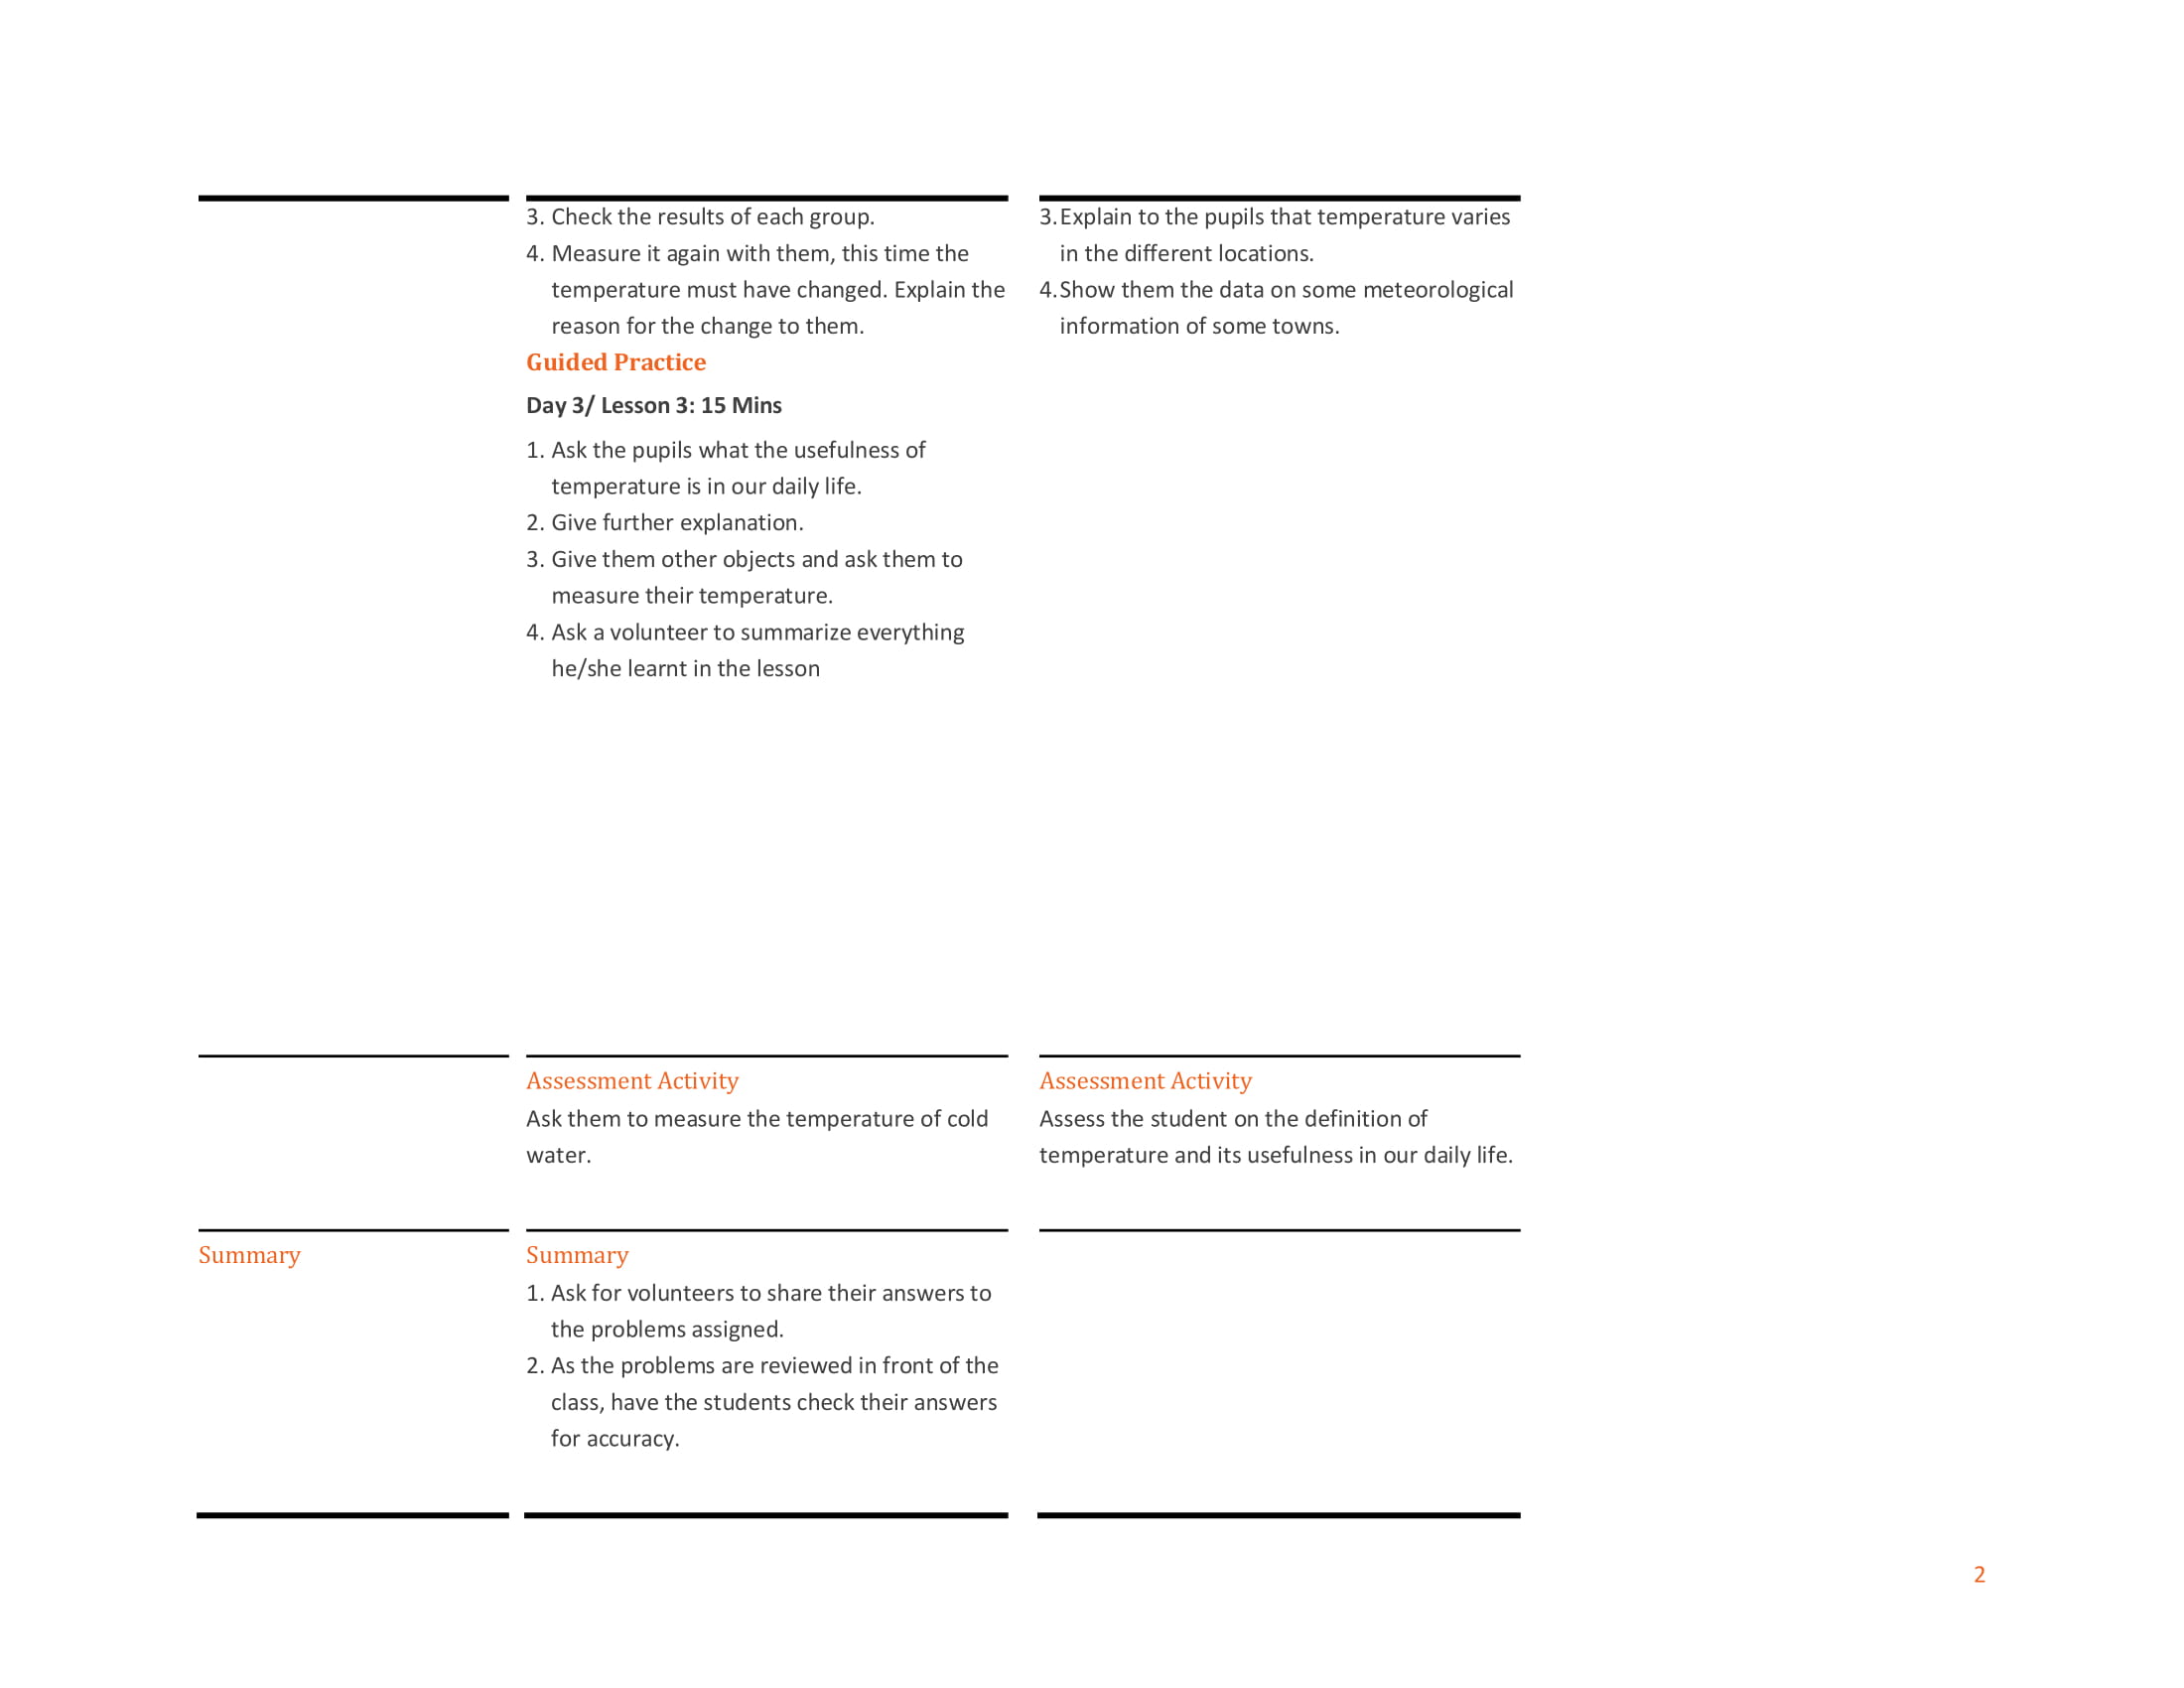 3. Check the results of each group.
4. Measure it again with them, this time the
temperature must have changed. Explain the
reason for the change to them.
Guided Practice
Day 3/ Lesson 3: 15 Mins
1. Ask the pupils what the usefulness of
temperature is in our daily life.
2. Give further explanation.
3. Give them other objects and ask them to
measure their temperature.
4. Ask a volunteer to summarize everything
he/she learnt in the lesson
3.Explain to the pupils that temperature varies
in the different locations.
4.Show them the data on some meteorological
information of some towns.
Assessment Activity
Ask them to measure the temperature of cold
water.
Assessment Activity
Assess the student on the definition of
temperature and its usefulness in our daily life.
Summary
Summary
1. Ask for volunteers to share their answers to
the problems assigned.
2. As the problems are reviewed in front of the
class, have the students check their answers
for accuracy.
2